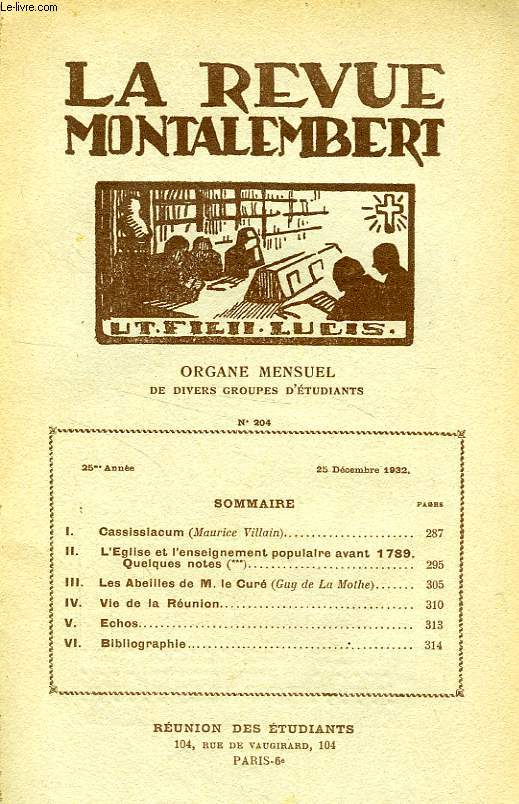 Le-livre.com
LA REVUE
MONTALEMBERT
UT. FILII. LUCIS.
ORGANE MENSUEL
DE DIVERS GROUPES D'ÉTUDIANTS
N° 204
25me Année 25 Décembre 1932.
SOMMAIRE PAGES
I. Cassissiacum (Maurice Villain)...................... 287
II. L'Eglise et l'enseignement populaire avant 1789.
Quelques notes (***)............................ 295
III. Les Abeilles de M. le Curé (Guy de La Mothe)....... 305
IV. Vie de la Réunion................................. 310
V. Echos............................................. 313
VI. Bibliographie..................................... 314
RÉUNION DES ÉTUDIANTS
104, RUE DE VAUGIRARD, 104
PARIS-6e